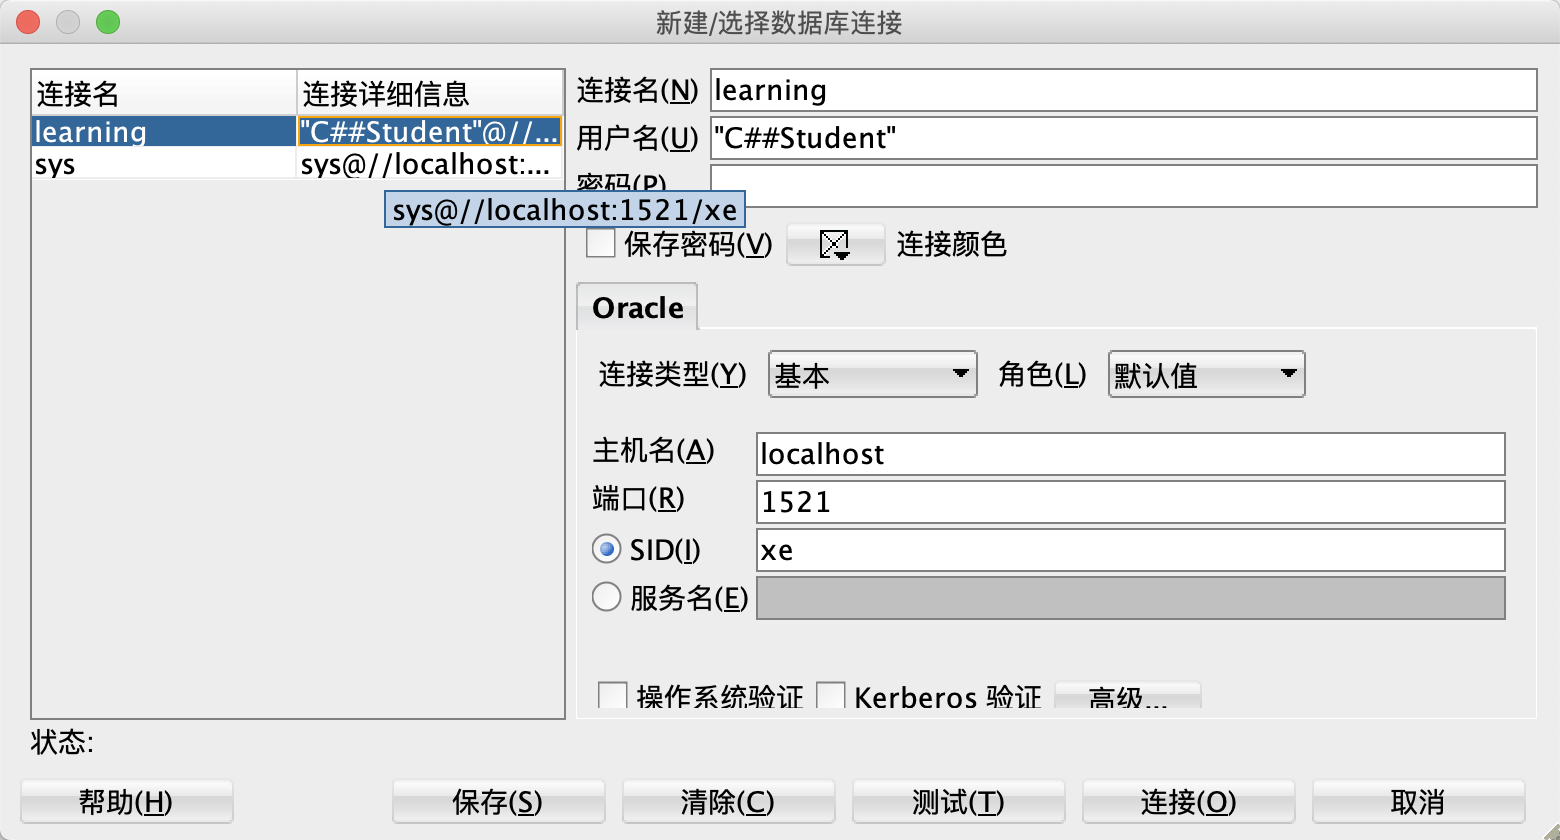 新建/选择数据库连接
连接名 连接详细信息
learning "C##Student"@//...
sys sys@//localhost:...
sys@//localhost:1521/xe
连接名(N) learning
用户名(U) "C##Student"
密码(P)
保存密码(V) 连接颜色
Oracle
连接类型(Y) 基本 角色(L) 默认值
主机名(A) localhost
端口(R) 1521
SID(I) xe
服务名(E)
操作系统验证 Kerberos 验证 高级...
状态:
帮助(H) 保存(S) 清除(C) 测试(T) 连接(O) 取消